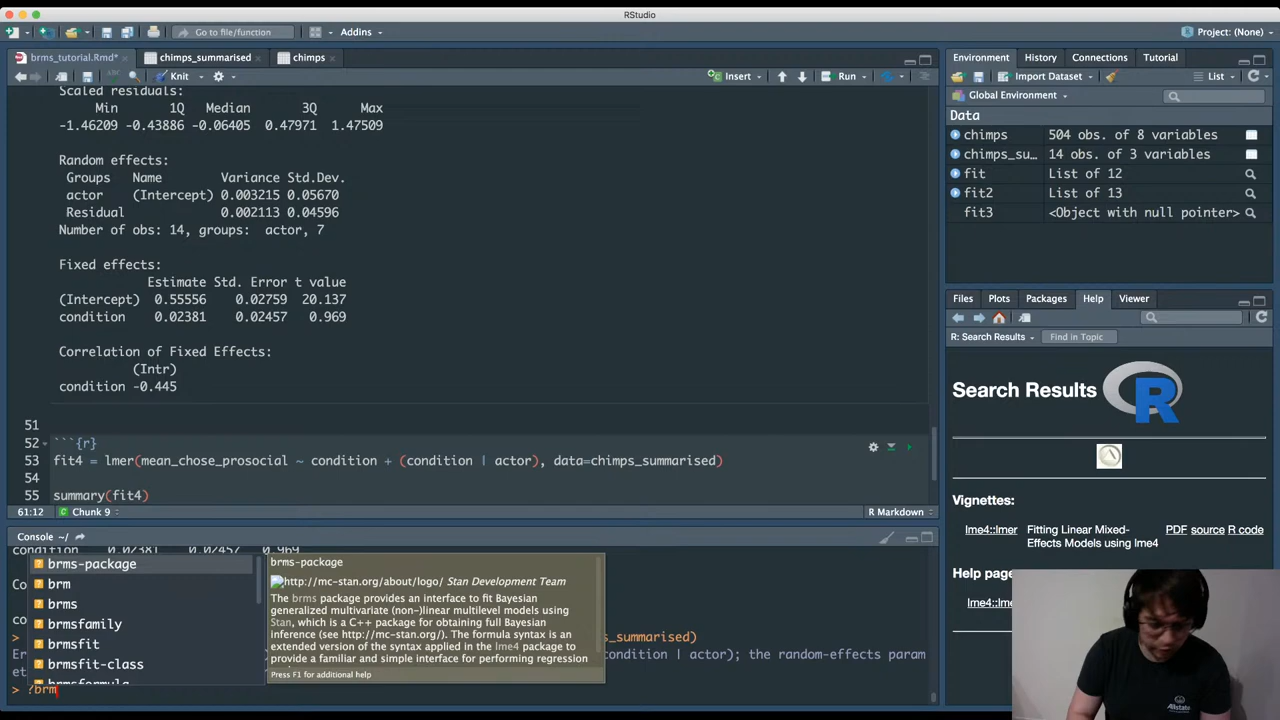 RStudio
Go to file/function
Addins
Project: (None)
brms_tutorial.Rmd*
chimps_summarised
chimps
Knit
Insert
Run
Scaled residuals:
Min 1Q Median 3Q Max
-1.46209 -0.43886 -0.06405 0.47971 1.47509
Random effects:
Groups Name Variance Std.Dev.
actor (Intercept) 0.003215 0.05670
Residual 0.002113 0.04596
Number of obs: 14, groups: actor, 7
Fixed effects:
Estimate Std. Error t value
(Intercept) 0.55556 0.02759 20.137
condition 0.02381 0.02457 0.969
Correlation of Fixed Effects:
(Intr)
condition -0.445
51
52 ```{r}
53 fit4 = lmer(mean_chose_prosocial ~ condition + (condition | actor), data=chimps_summarised)
54
55 summary(fit4)
61:12 Chunk 9 R Markdown
Console ~/
condition 0.02381 0.02457 0.969
brms-package
brm
brms
brmsfamily
brmsfit
brmsfit-class
brmsformula
brms-package
http://mc-stan.org/about/logo/ Stan Development Team
The brms package provides an interface to fit Bayesian
generalized multivariate (non-)linear multilevel models using
Stan, which is a C++ package for obtaining full Bayesian
inference (see http://mc-stan.org/). The formula syntax is an
extended version of the syntax applied in the lme4 package to
provide a familiar and simple interface for performing regression
Press F1 for additional help
s_summarised)
condition | actor); the random-effects param
> ?brm
Environment History Connections Tutorial
Import Dataset List
Global Environment
Data
chimps 504 obs. of 8 variables
chimps_su… 14 obs. of 3 variables
fit List of 12
fit2 List of 13
fit3 <Object with null pointer>
Files Plots Packages Help Viewer
R: Search Results Find in Topic
Search Results
R
Vignettes:
lme4::lmer Fitting Linear Mixed-
Effects Models using lme4
PDF source R code
Help pag
lme4::lme
Allstate